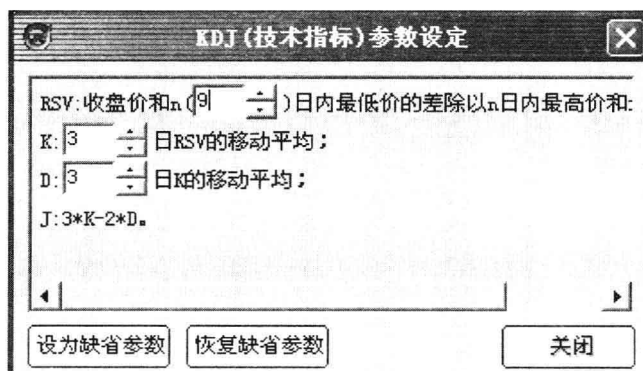 KDJ(技术指标)参数设定
RSV:收盘价和n(9)日内最低价的差除以n日内最高价和:
K:3日RSV的移动平均;
D:3日K的移动平均;
J:3*K-2*D。
设为缺省参数 恢复缺省参数 关闭